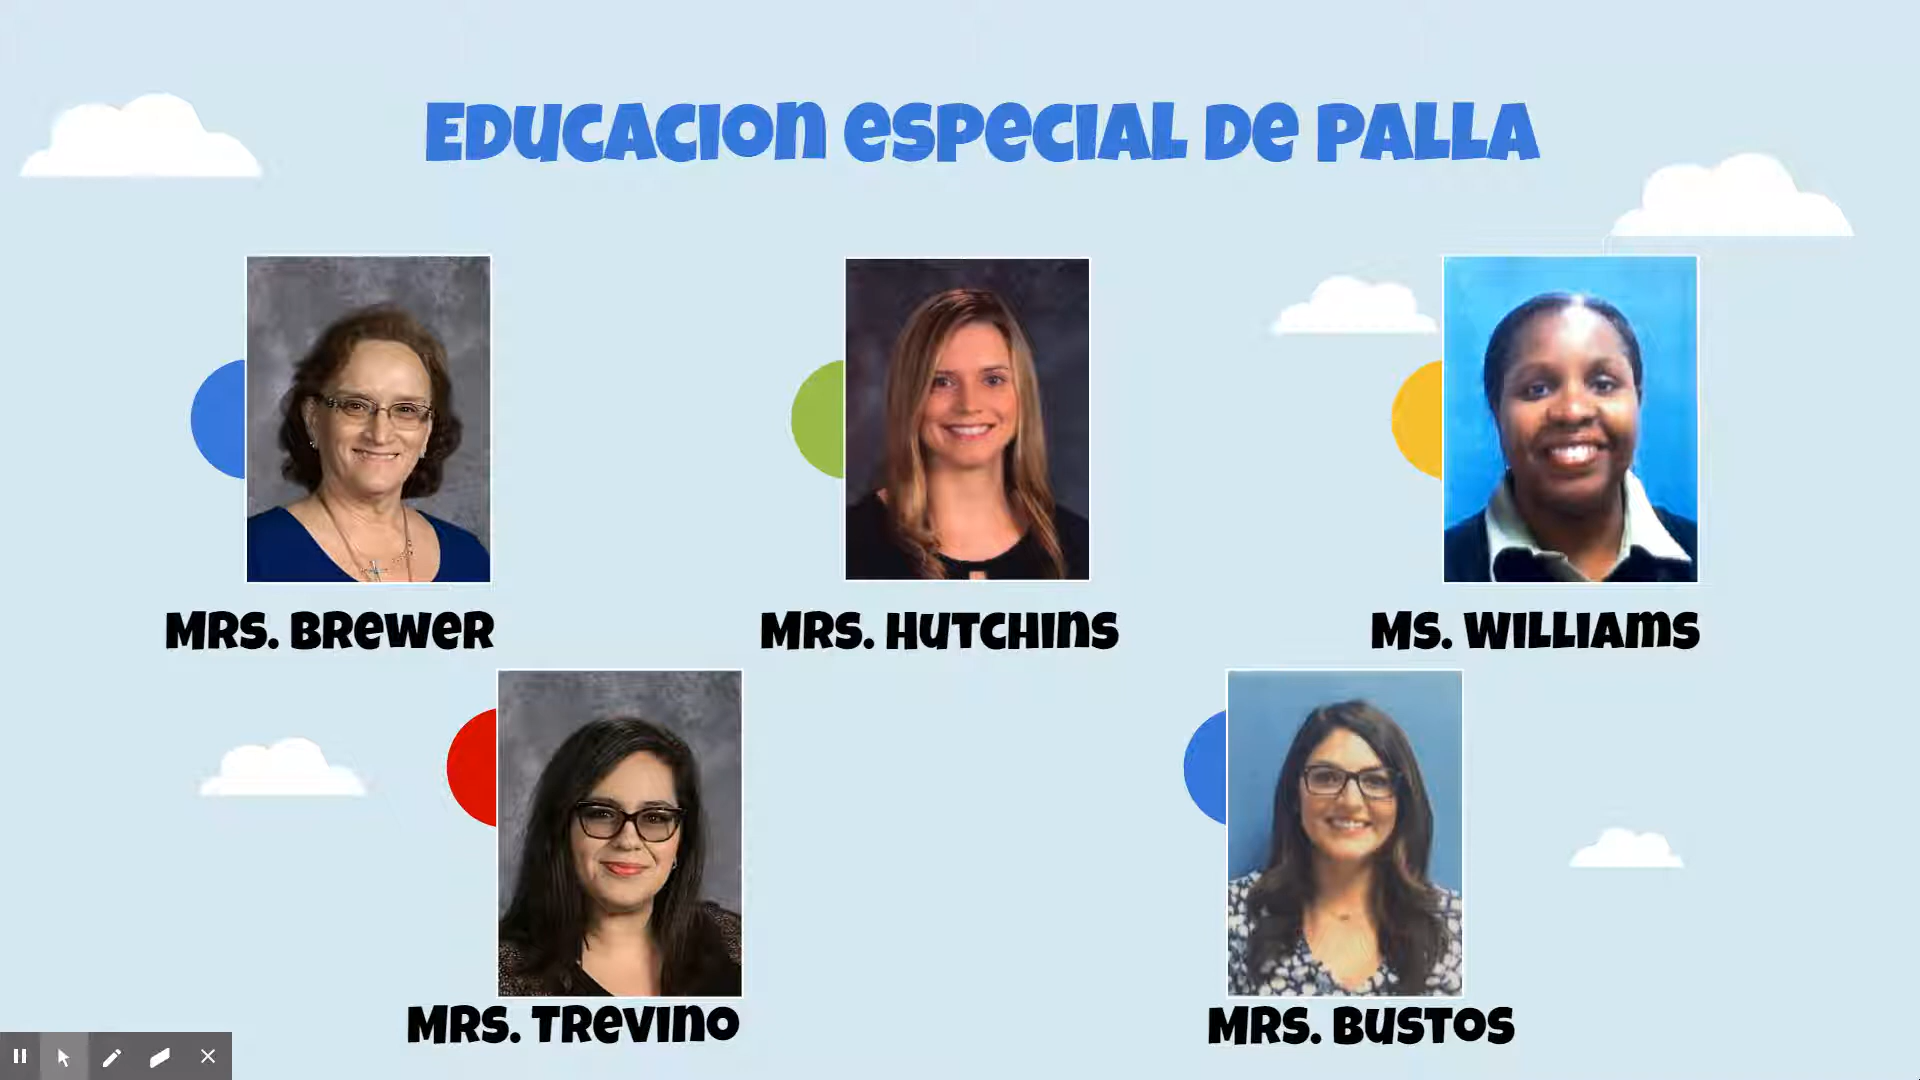 Educacion especial de Palla
Mrs. Brewer
Mrs. Hutchins
Ms. Williams
Mrs. Trevino
Mrs. Bustos